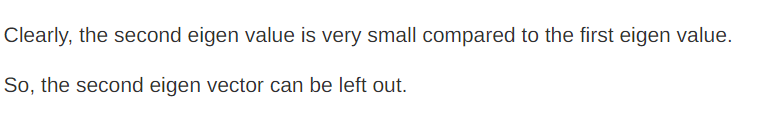 Clearly, the second eigen value is very small compared to the first eigen value.
So, the second eigen vector can be left out.